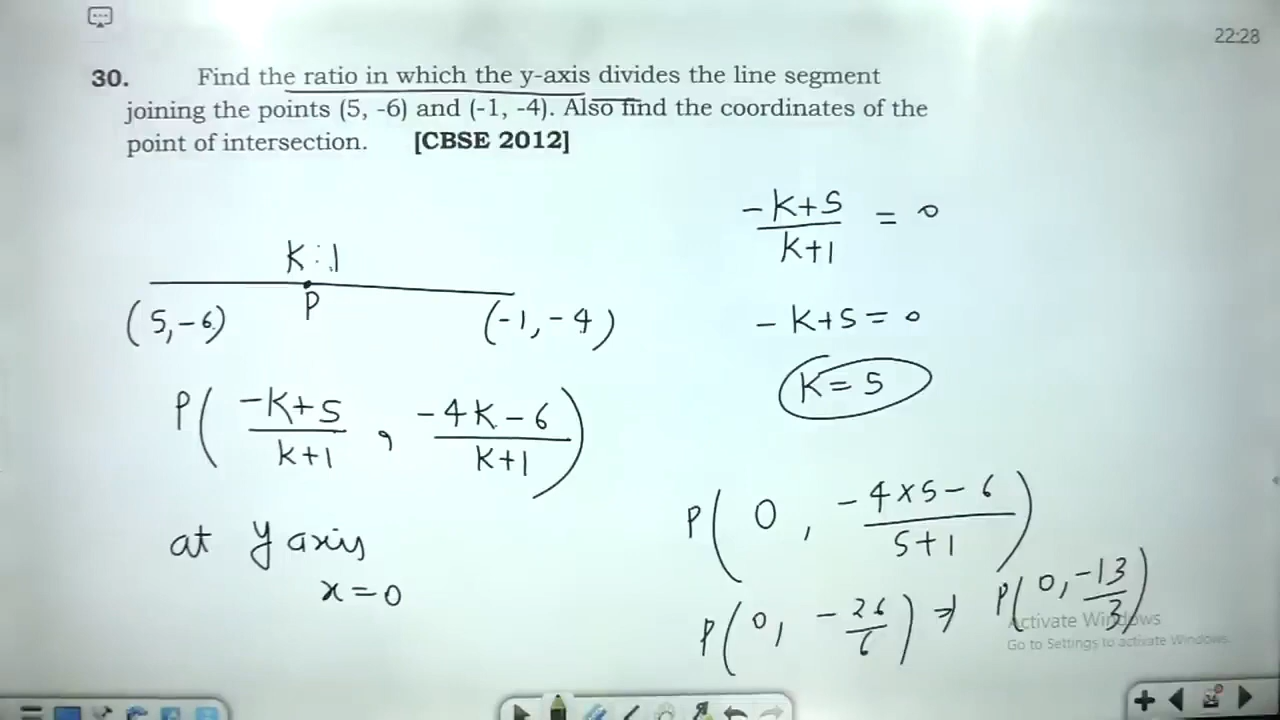 22:28
30. Find the ratio in which the y-axis divides the line segment
joining the points (5, -6) and (-1, -4). Also find the coordinates of the
point of intersection. [CBSE 2012]
K:1
P
(5,-6) (-1,-4)
P( (-K+5)/(K+1) , (-4K-6)/(K+1) )
at y axis
x=0
(-K+5)/(K+1) = 0
-K+5=0
K=5
P( 0 , (-4×5-6)/(5+1) )
P( 0, -26/6 ) ⇒ P( 0, -13/3 )
Activate Windows
Go to Settings to activate Windows.